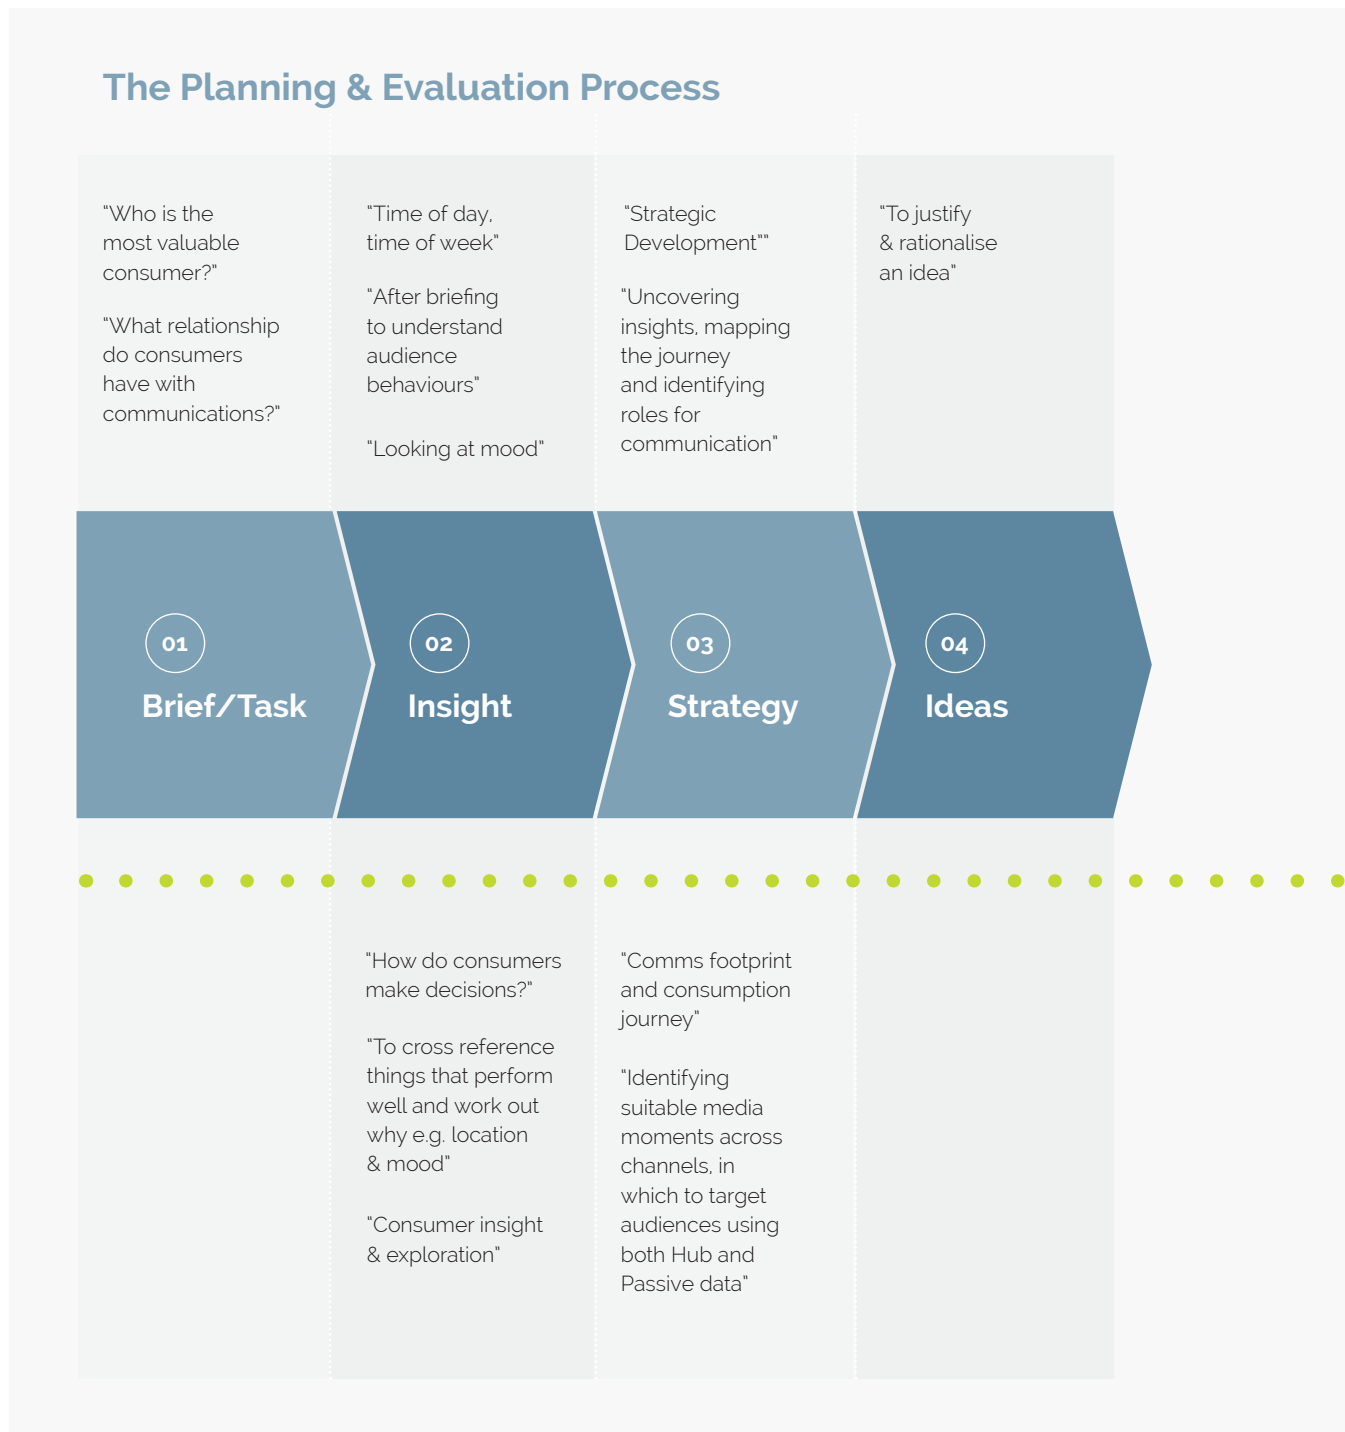 The Planning & Evaluation Process
“Who is the
most valuable
consumer?”
“What relationship
do consumers
have with
communications?”
“Time of day,
time of week”
“After briefing
to understand
audience
behaviours”
“Looking at mood”
“Strategic
Development””
“Uncovering
insights, mapping
the journey
and identifying
roles for
communication”
“To justify
& rationalise
an idea”
01
Brief/Task
02
Insight
03
Strategy
04
Ideas
“How do consumers
make decisions?”
“To cross reference
things that perform
well and work out
why e.g. location
& mood”
“Consumer insight
& exploration”
“Comms footprint
and consumption
journey”
“Identifying
suitable media
moments across
channels, in
which to target
audiences using
both Hub and
Passive data”